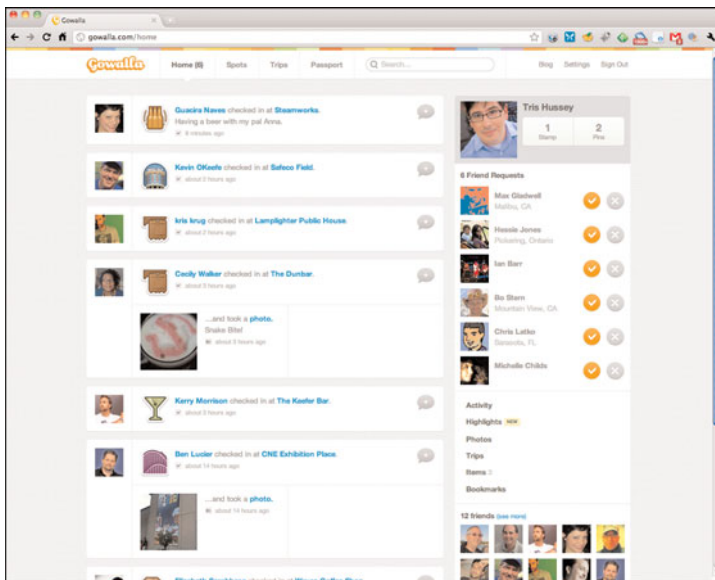 Gowalla
gowalla.com/home
Gowalla
Home (6)
Spots
Trips
Passport
Search...
Blog
Settings
Sign Out
Guacira Naves checked in at Steamworks.
Having a beer with my pal Anna.
6 minutes ago
Kevin OKeefe checked in at Safeco Field.
about 2 hours ago
kris krug checked in at Lamplighter Public House.
about 2 hours ago
Cecily Walker checked in at The Dunbar.
about 3 hours ago
...and took a photo.
Snake Bite!
about 3 hours ago
Kerry Morrison checked in at The Keefer Bar.
about 3 hours ago
Ben Lucier checked in at CNE Exhibition Place.
about 14 hours ago
...and took a photo.
about 14 hours ago
Tris Hussey
1
Stamp
2
Pins
6 Friend Requests
Max Gladwell
Malibu, CA
Hessie Jones
Pickering, Ontario
Ian Barr
Bo Stern
Mountain View, CA
Chris Latko
Sarasota, FL
Michelle Childs
Activity
Highlights NEW
Photos
Trips
Items 3
Bookmarks
12 friends (see more)